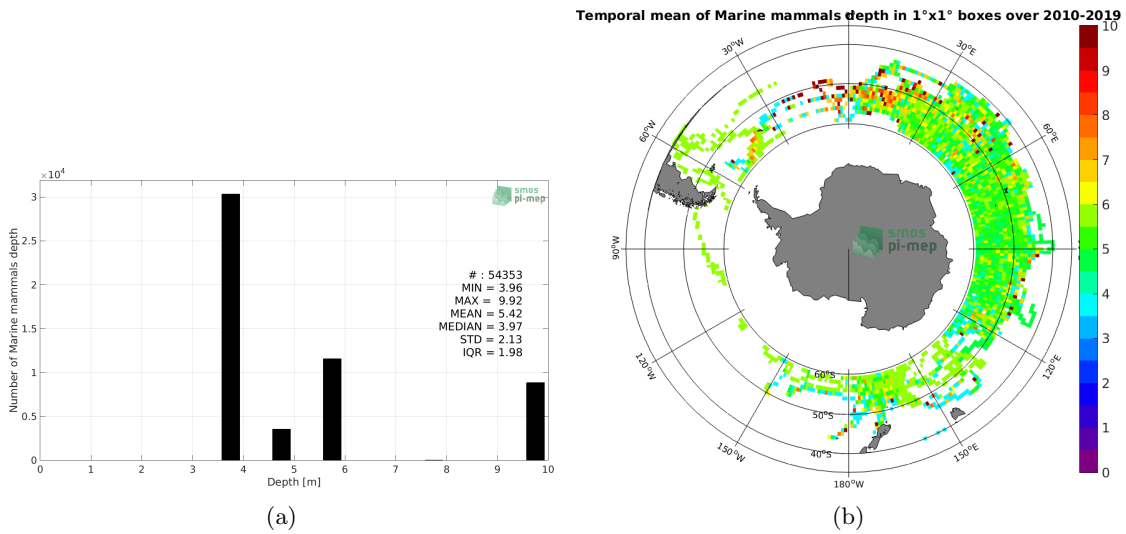 Temporal mean of Marine mammals depth in 1°x1° boxes over 2010-2019
×10⁴
3
2.5
2
1.5
1
0.5
0
Number of Marine mammals depth
smos
pi-mep
# : 54353
MIN = 3.96
MAX = 9.92
MEAN = 5.42
MEDIAN = 3.97
STD = 2.13
IQR = 1.98
0 1 2 3 4 5 6 7 8 9 10
Depth [m]
(a)
30°W
30°E
60°W
60°E
90°W
smos
pi-mep
120°W
120°E
60°S
50°S
40°S
150°W
150°E
180°W
10
9
8
7
6
5
4
3
2
1
0
(b)